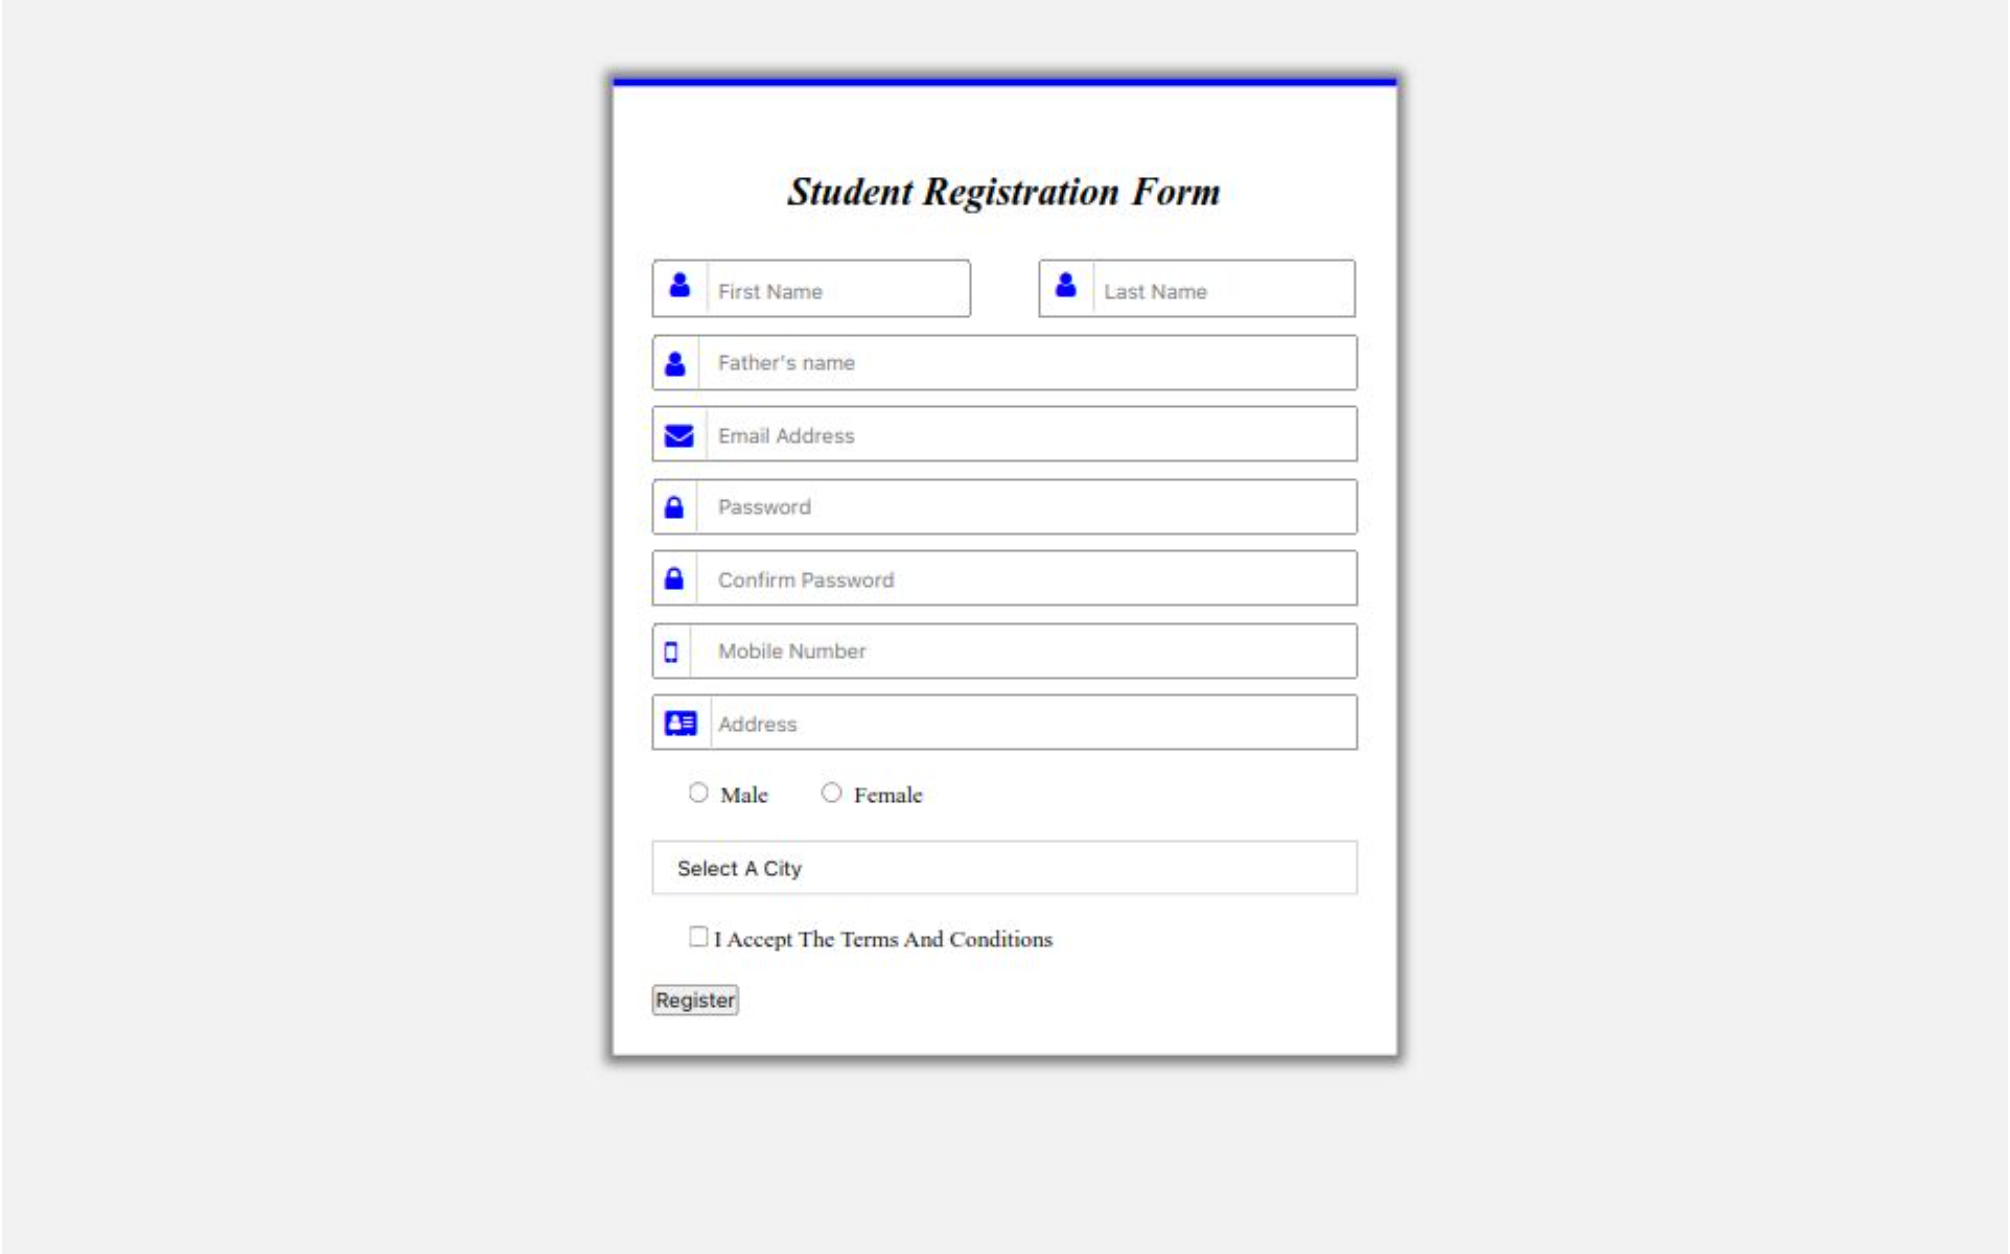 Student Registration Form
First Name Last Name
Father's name
Email Address
Password
Confirm Password
Mobile Number
Address
Male Female
Select A City
I Accept The Terms And Conditions
Register